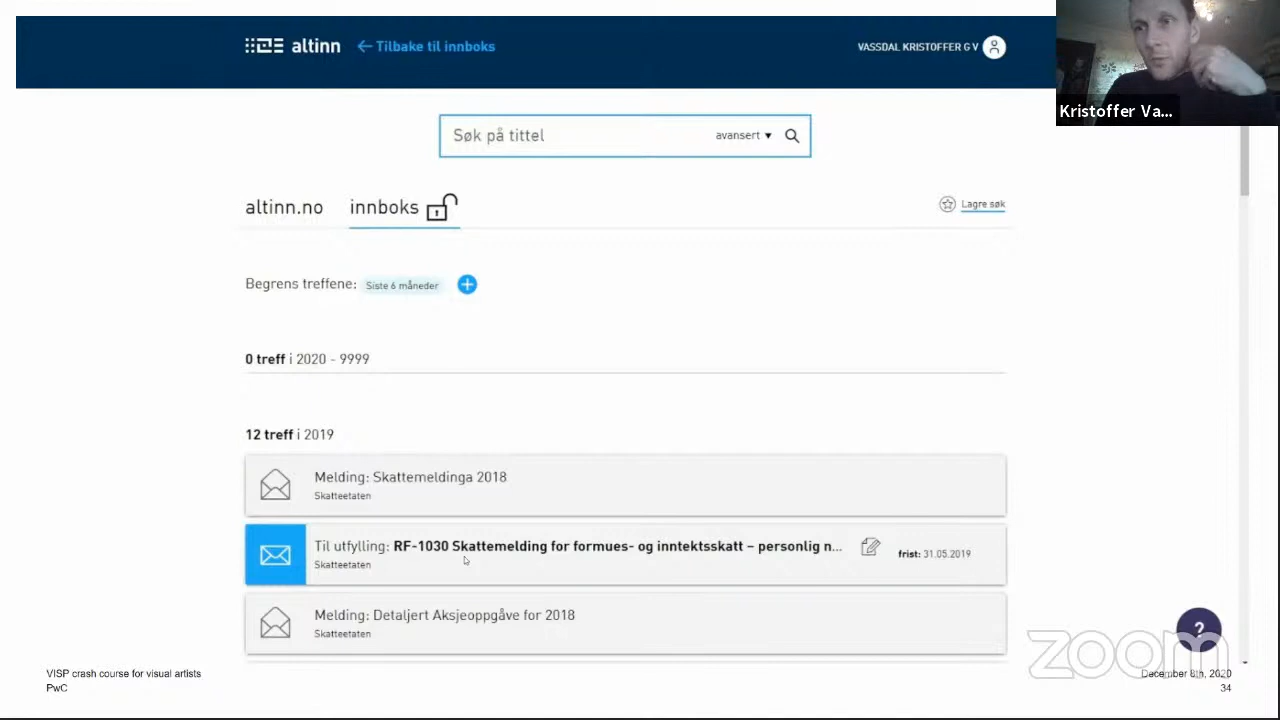 altinn
Tilbake til innboks
VASSDAL KRISTOFFER G V
Kristoffer Va...
Søk på tittel
avansert
altinn.no
innboks
Lagre søk
Begrens treffene:
Siste 6 måneder
0 treff i 2020 - 9999
12 treff i 2019
Melding: Skattemeldinga 2018
Skatteetaten
Til utfylling: RF-1030 Skattemelding for formues- og inntektsskatt – personlig n...
Skatteetaten
frist: 31.05.2019
Melding: Detaljert Aksjeoppgåve for 2018
Skatteetaten
?
zoom
VISP crash course for visual artists
PwC
December 8th, 2020
34